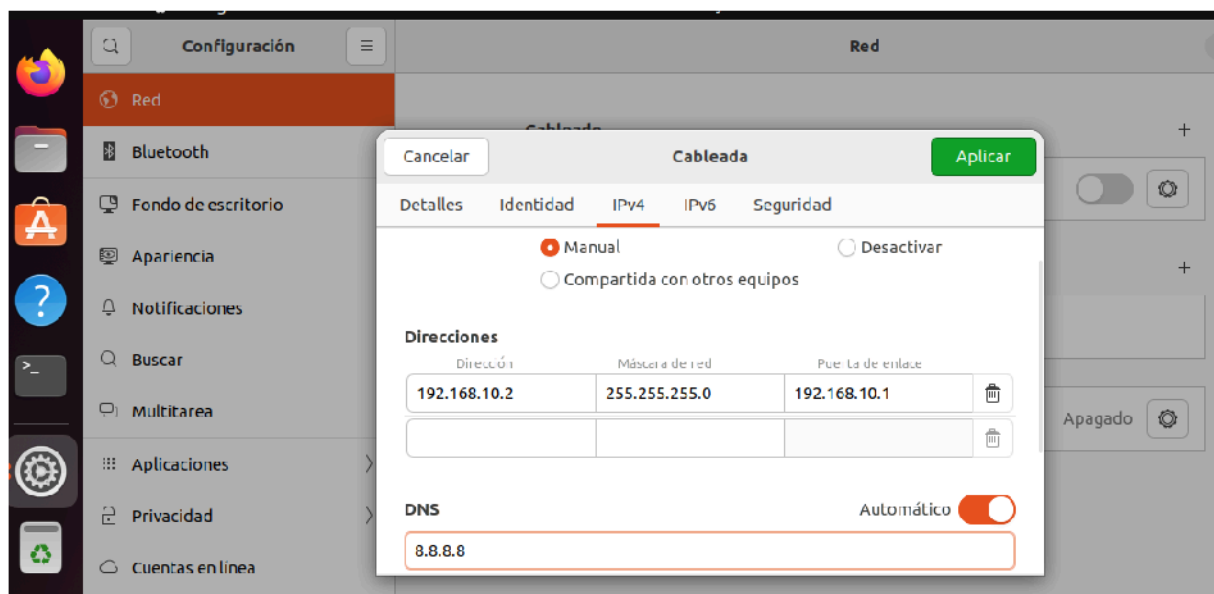 Configuración
Red
Red
Bluetooth
Fondo de escritorio
Apariencia
Notificaciones
Buscar
Multitarea
Aplicaciones
Privacidad
Cuentas en línea
Cancelar
Cableada
Aplicar
Detalles
Identidad
IPv4
IPv6
Seguridad
Manual
Desactivar
Compartida con otros equipos
Direcciones
Dirección
Máscara de red
Puerta de enlace
192.168.10.2
255.255.255.0
192.168.10.1
DNS
Automático
8.8.8.8
Apagado